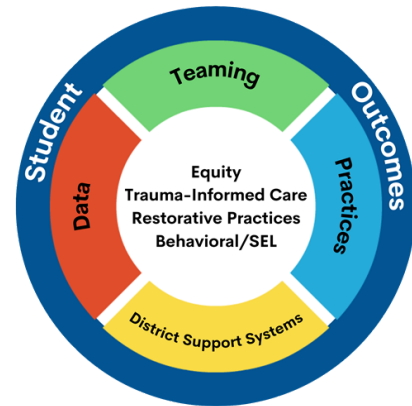 Student
Outcomes
Teaming
Data
Practices
Equity
Trauma-Informed Care
Restorative Practices
Behavioral/SEL
District Support Systems